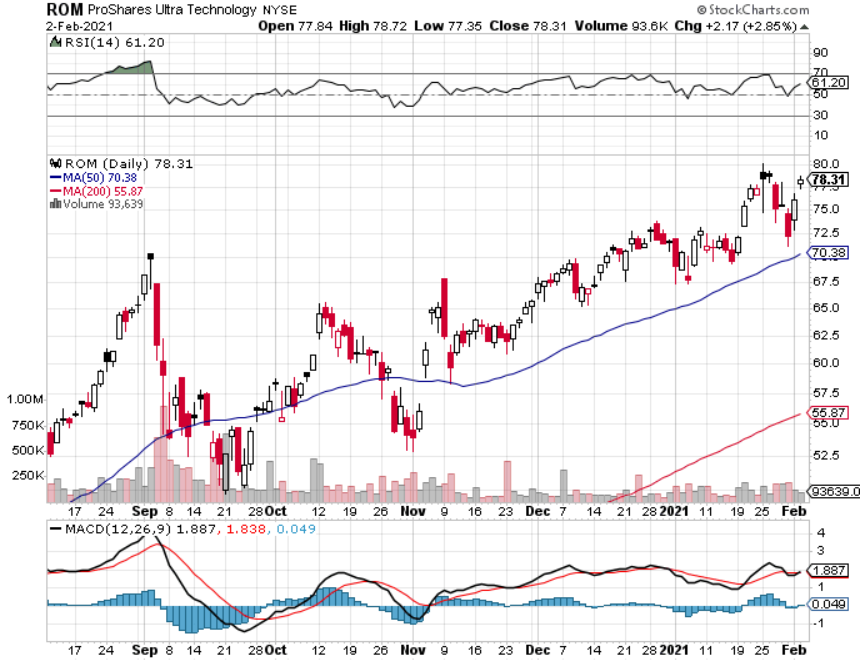 ROM ProShares Ultra Technology NYSE
© StockCharts.com
2-Feb-2021
Open 77.84 High 78.72 Low 77.35 Close 78.31 Volume 93.6K Chg +2.17 (+2.85%)
RSI(14) 61.20
90
70
61.20
50
30
10
ROM (Daily) 78.31
MA(50) 70.38
MA(200) 55.87
Volume 93,639
80.0
78.31
77.5
75.0
72.5
70.38
67.5
65.0
62.5
60.0
57.5
55.87
55.0
52.5
1.00M
750K
500K
250K
93639.0
17 24 Sep 8 14 21 28 Oct 12 19 26 Nov 9 16 23 Dec 7 14 21 28 2021 11 19 25 Feb
MACD(12,26,9) 1.887, 1.838, 0.049
4
3
1.887
1
0.049
-1
17 24 Sep 8 14 21 28 Oct 12 19 26 Nov 9 16 23 Dec 7 14 21 28 2021 11 19 25 Feb